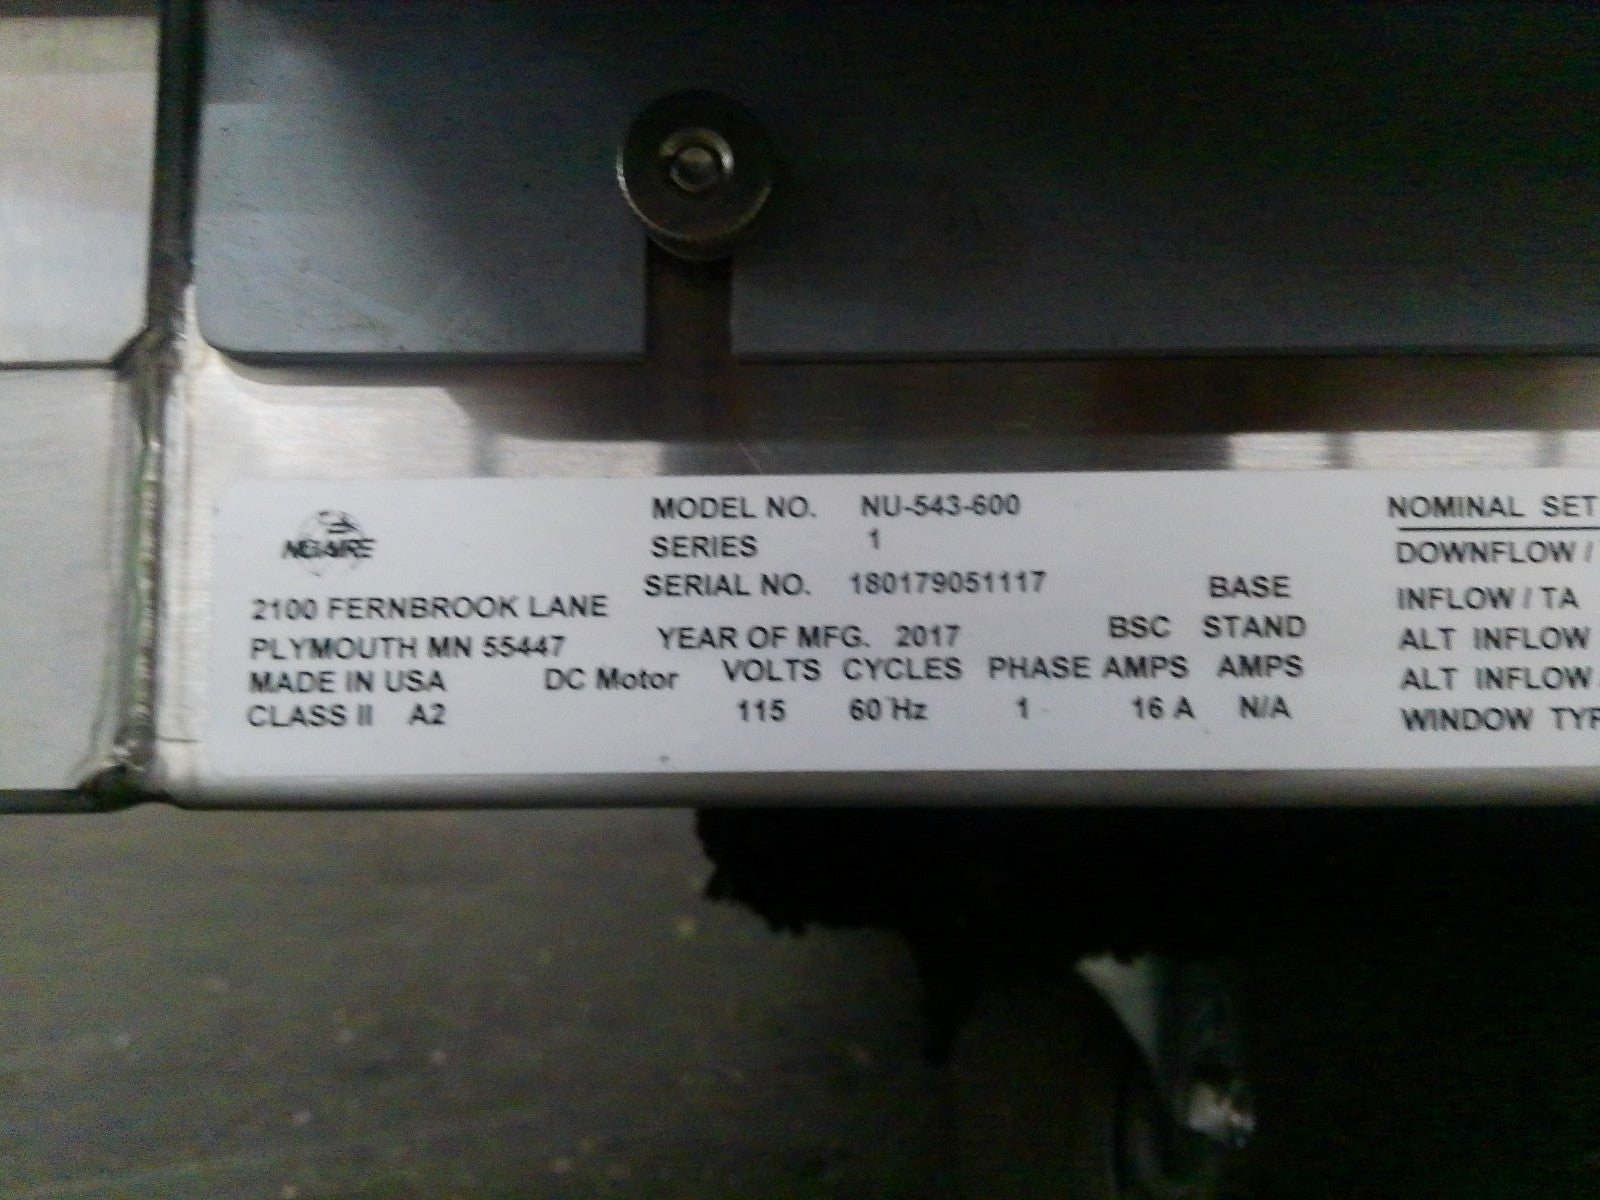 NUAIRE
2100 FERNBROOK LANE
PLYMOUTH MN 55447
MADE IN USA DC Motor
CLASS II A2
MODEL NO. NU-543-600
SERIES 1
SERIAL NO. 180179051117
YEAR OF MFG. 2017
BASE
BSC STAND
VOLTS CYCLES PHASE AMPS AMPS
115 60 Hz 1 16 A N/A
NOMINAL SET
DOWNFLOW /
INFLOW / TA
ALT INFLOW
ALT INFLOW
WINDOW TYP